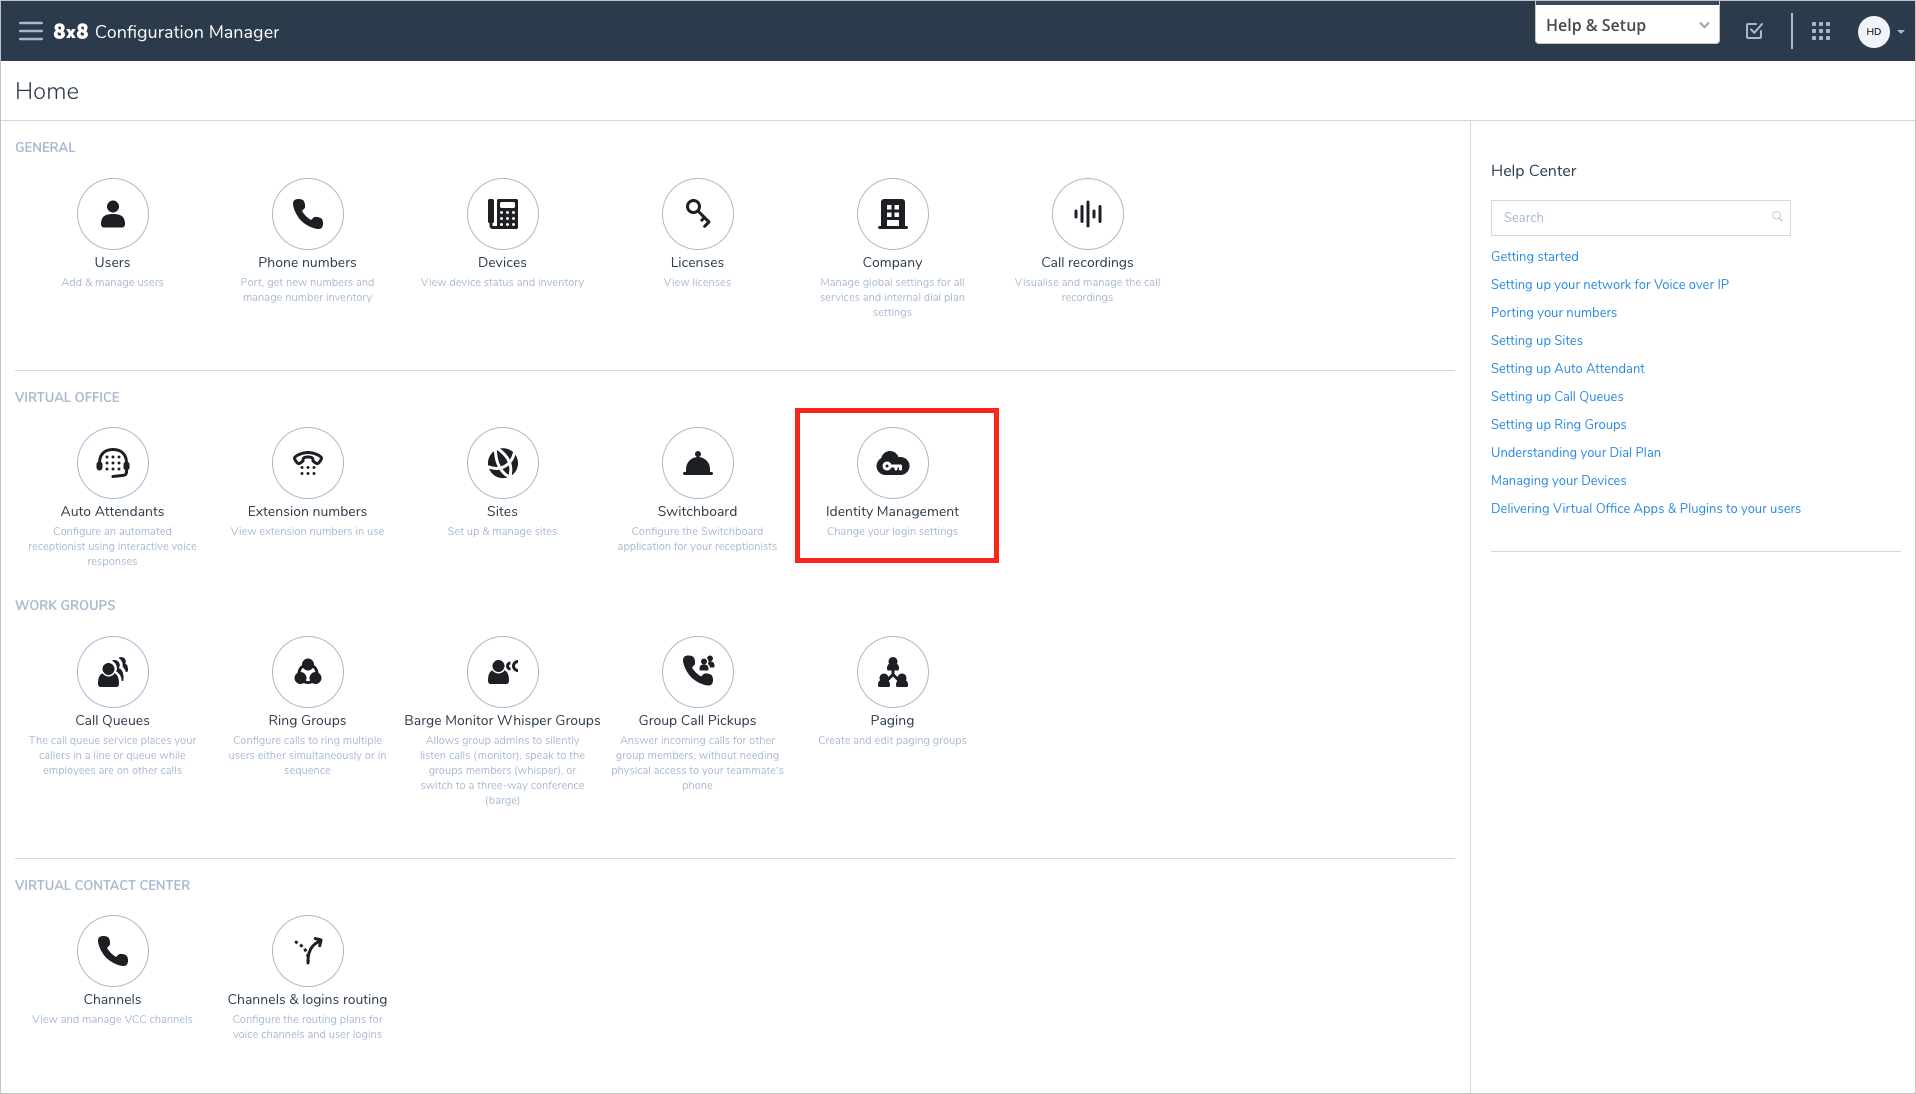 8x8 Configuration Manager
Help & Setup
HD
Home
GENERAL
Users
Add & manage users
Phone numbers
Port, get new numbers and
manage number inventory
Devices
View device status and inventory
Licenses
View licenses
Company
Manage global settings for all
services and internal dial plan
settings
Call recordings
Visualise and manage the call
recordings
VIRTUAL OFFICE
Auto Attendants
Configure an automated
receptionist using interactive voice
responses
Extension numbers
View extension numbers in use
Sites
Set up & manage sites
Switchboard
Configure the Switchboard
application for your receptionists
Identity Management
Change your login settings
WORK GROUPS
Call Queues
The call queue service places your
callers in a line or queue while
employees are on other calls
Ring Groups
Configure calls to ring multiple
users either simultaneously or in
sequence
Barge Monitor Whisper Groups
Allows group admins to silently
listen calls (monitor), speak to the
groups members (whisper), or
switch to a three-way conference
(barge)
Group Call Pickups
Answer incoming calls for other
group members, without needing
physical access to your teammate's
phone
Paging
Create and edit paging groups
VIRTUAL CONTACT CENTER
Channels
View and manage VCC channels
Channels & logins routing
Configure the routing plans for
voice channels and user logins
Help Center
Search
Getting started
Setting up your network for Voice over IP
Porting your numbers
Setting up Sites
Setting up Auto Attendant
Setting up Call Queues
Setting up Ring Groups
Understanding your Dial Plan
Managing your Devices
Delivering Virtual Office Apps & Plugins to your users